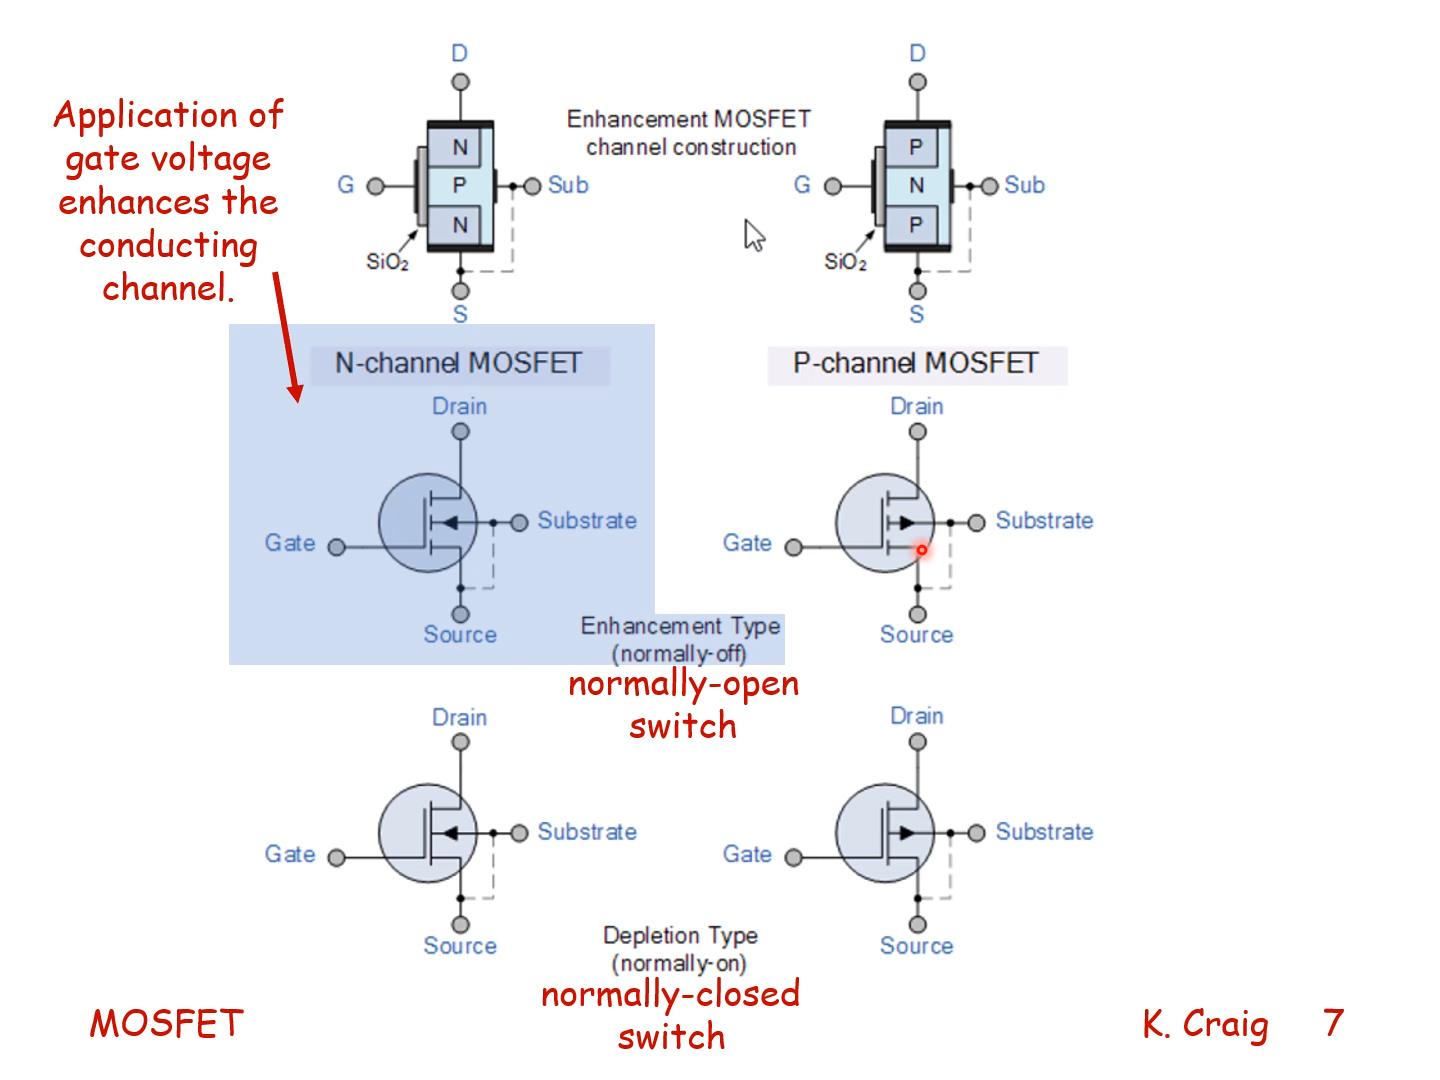 D
D
Application of
gate voltage
enhances the
conducting
channel.
Enhancement MOSFET
channel construction
N
P
N
G
Sub
SiO₂
S
P
N
P
G
Sub
SiO₂
S
N-channel MOSFET
P-channel MOSFET
Drain
Gate
Substrate
Source
Drain
Gate
Substrate
Source
Enhancement Type
(normally-off)
normally-open
switch
Drain
Gate
Substrate
Source
Drain
Gate
Substrate
Source
Depletion Type
(normally-on)
normally-closed
switch
MOSFET
K. Craig 7